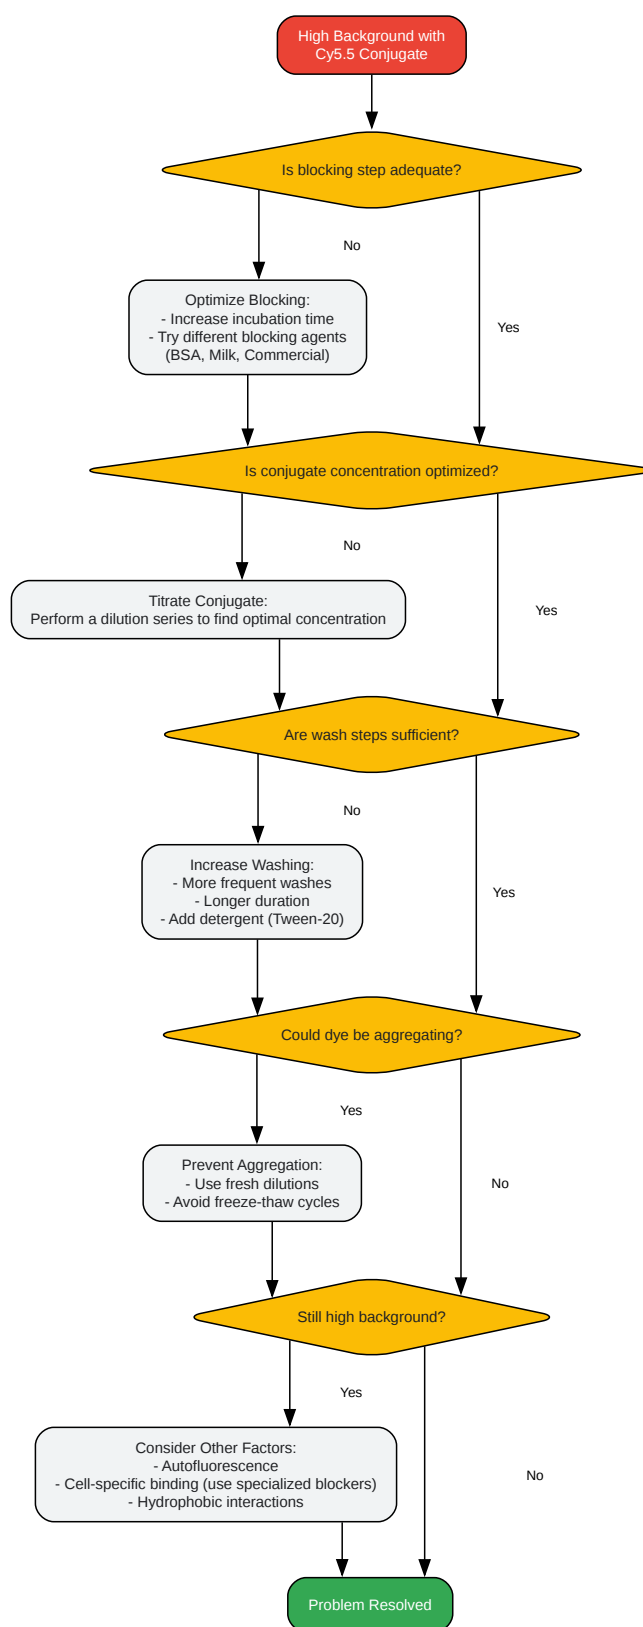 High Background with
Cy5.5 Conjugate
Is blocking step adequate?
No
Optimize Blocking:
- Increase incubation time
- Try different blocking agents
(BSA, Milk, Commercial)
Yes
Is conjugate concentration optimized?
No
Titrate Conjugate:
Perform a dilution series to find optimal concentration
Yes
Are wash steps sufficient?
No
Increase Washing:
- More frequent washes
- Longer duration
- Add detergent (Tween-20)
Yes
Could dye be aggregating?
Yes
Prevent Aggregation:
- Use fresh dilutions
- Avoid freeze-thaw cycles
No
Still high background?
Yes
Consider Other Factors:
- Autofluorescence
- Cell-specific binding (use specialized blockers)
- Hydrophobic interactions
No
Problem Resolved